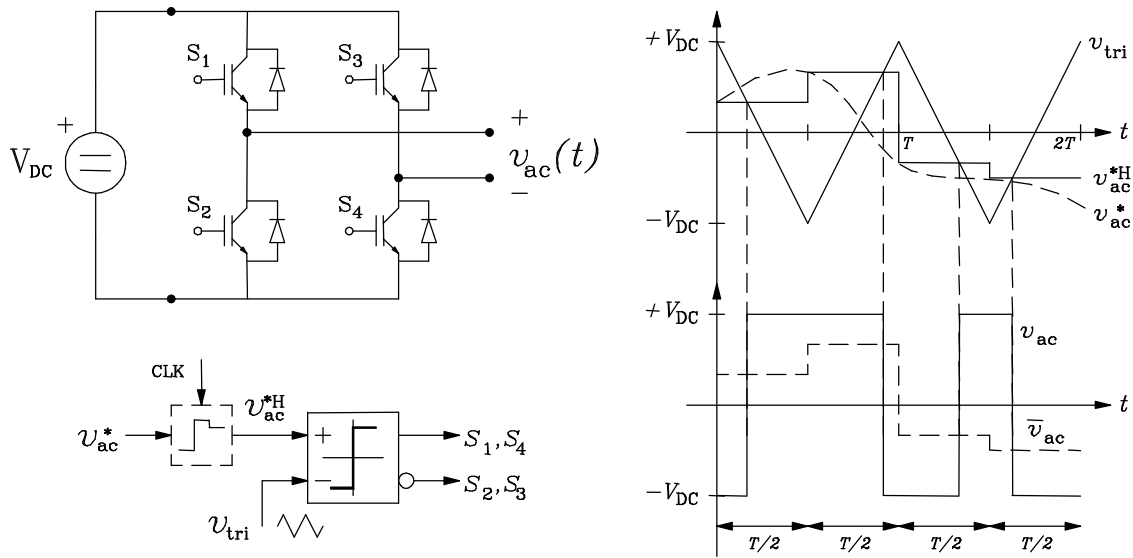 S1
S3
+
VDC
+
vac(t)
−
S2
S4
CLK
v*ac
v*Hac
+
−
S1,S4
S2,S3
vtri
+VDC
vtri
T
2T
t
v*Hac
v*ac
−VDC
+VDC
vac
t
v̅ac
−VDC
T/2
T/2
T/2
T/2